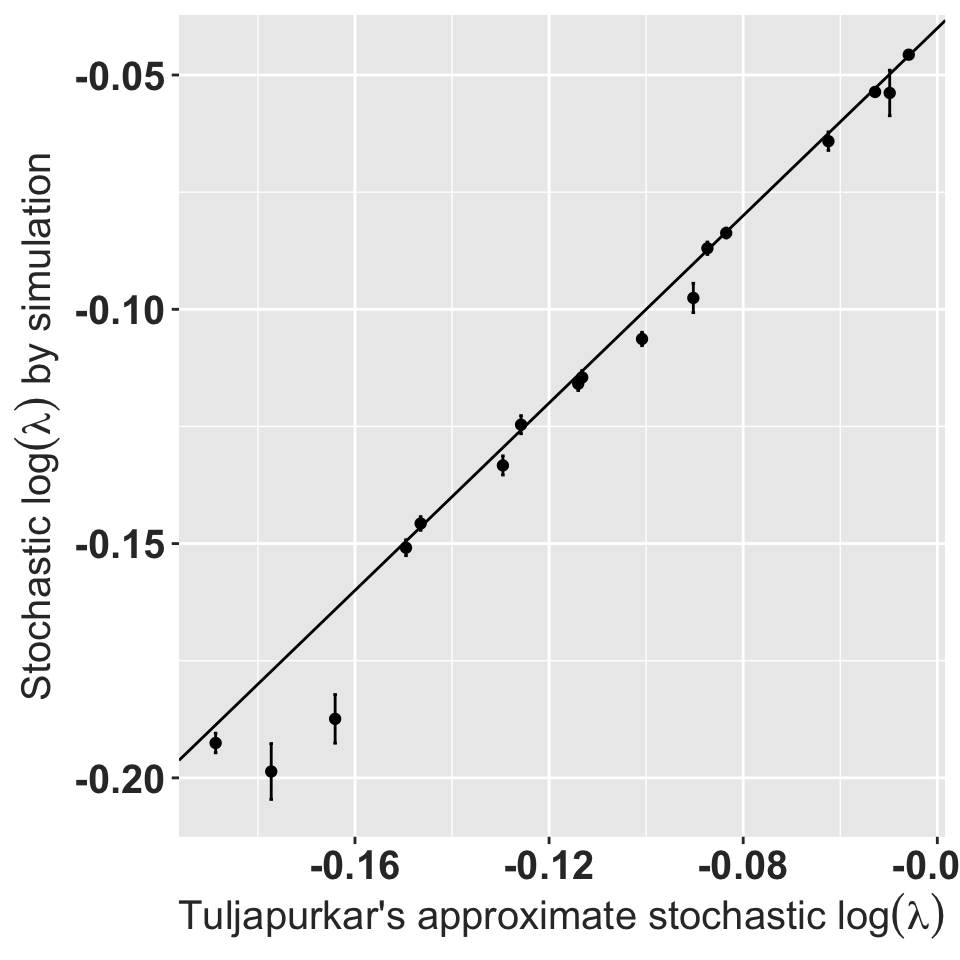 Stochastic log(λ) by simulation
-0.05
-0.10
-0.15
-0.20
-0.16 -0.12 -0.08 -0.0
Tuljapurkar's approximate stochastic log(λ)